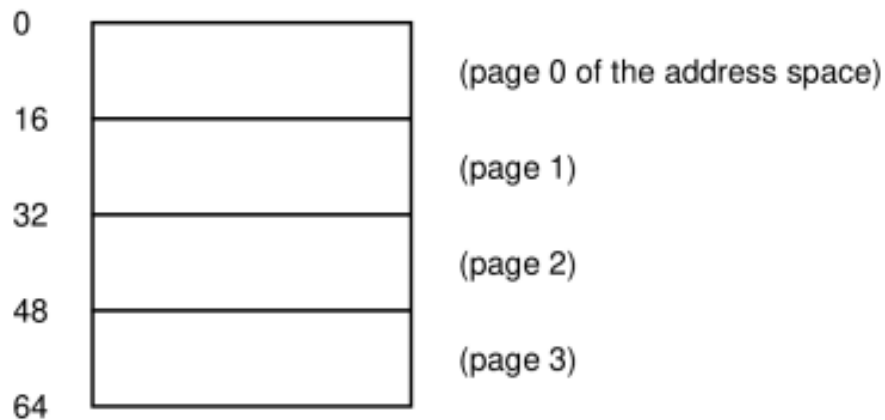 0
(page 0 of the address space)
16
(page 1)
32
(page 2)
48
(page 3)
64